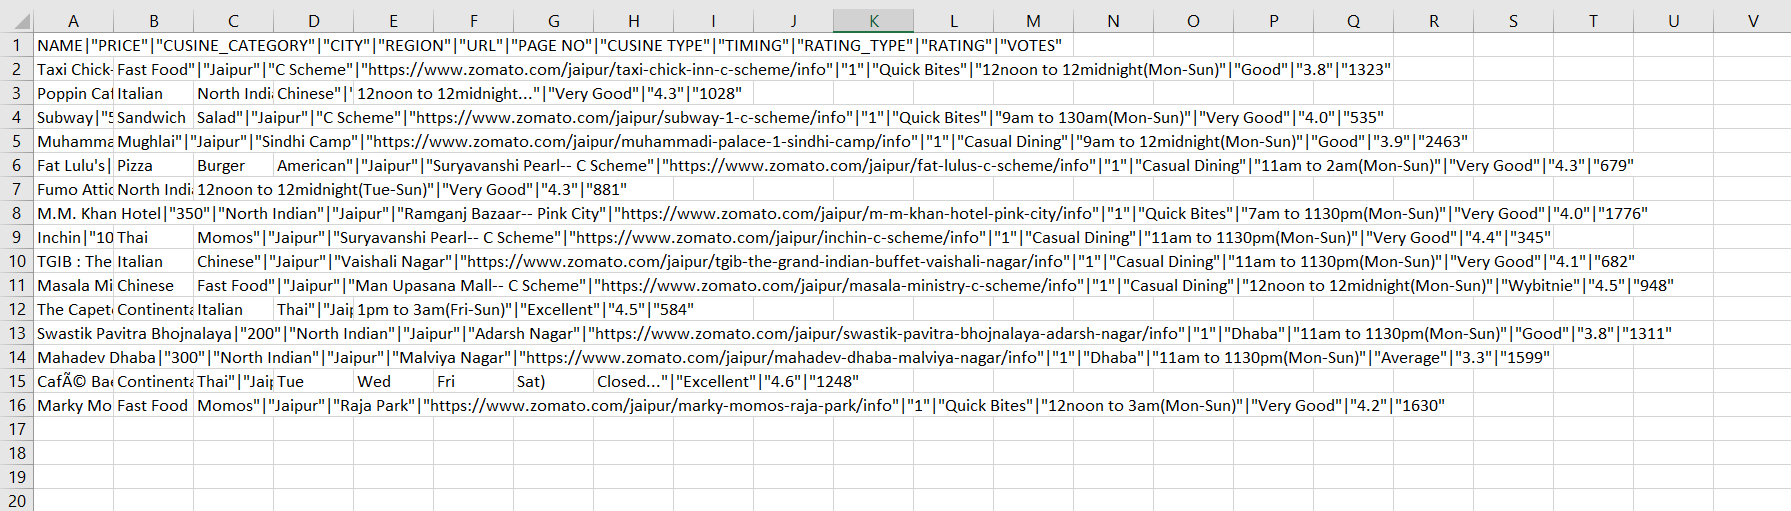 A B C D E F G H I J K L M N O P Q R S T U V
1 NAME|"PRICE"|"CUSINE_CATEGORY"|"CITY"|"REGION"|"URL"|"PAGE NO"|"CUSINE TYPE"|"TIMING"|"RATING_TYPE"|"RATING"|"VOTES"
2 Taxi Chick- Fast Food"|"Jaipur"|"C Scheme"|"https://www.zomato.com/jaipur/taxi-chick-inn-c-scheme/info"|"1"|"Quick Bites"|"12noon to 12midnight(Mon-Sun)"|"Good"|"3.8"|"1323"
3 Poppin Caf Italian North Indi Chinese"|" 12noon to 12midnight..."|"Very Good"|"4.3"|"1028"
4 Subway|"5 Sandwich Salad"|"Jaipur"|"C Scheme"|"https://www.zomato.com/jaipur/subway-1-c-scheme/info"|"1"|"Quick Bites"|"9am to 130am(Mon-Sun)"|"Very Good"|"4.0"|"535"
5 Muhamma Mughlai"|"Jaipur"|"Sindhi Camp"|"https://www.zomato.com/jaipur/muhammadi-palace-1-sindhi-camp/info"|"1"|"Casual Dining"|"9am to 12midnight(Mon-Sun)"|"Good"|"3.9"|"2463"
6 Fat Lulu's| Pizza Burger American"|"Jaipur"|"Suryavanshi Pearl-- C Scheme"|"https://www.zomato.com/jaipur/fat-lulus-c-scheme/info"|"1"|"Casual Dining"|"11am to 2am(Mon-Sun)"|"Very Good"|"4.3"|"679"
7 Fumo Attic North Indi 12noon to 12midnight(Tue-Sun)"|"Very Good"|"4.3"|"881"
8 M.M. Khan Hotel|"350"|"North Indian"|"Jaipur"|"Ramganj Bazaar-- Pink City"|"https://www.zomato.com/jaipur/m-m-khan-hotel-pink-city/info"|"1"|"Quick Bites"|"7am to 1130pm(Mon-Sun)"|"Very Good"|"4.0"|"1776"
9 Inchin|"10 Thai Momos"|"Jaipur"|"Suryavanshi Pearl-- C Scheme"|"https://www.zomato.com/jaipur/inchin-c-scheme/info"|"1"|"Casual Dining"|"11am to 1130pm(Mon-Sun)"|"Very Good"|"4.4"|"345"
10 TGIB : The Italian Chinese"|"Jaipur"|"Vaishali Nagar"|"https://www.zomato.com/jaipur/tgib-the-grand-indian-buffet-vaishali-nagar/info"|"1"|"Casual Dining"|"11am to 1130pm(Mon-Sun)"|"Very Good"|"4.1"|"682"
11 Masala Mi Chinese Fast Food"|"Jaipur"|"Man Upasana Mall-- C Scheme"|"https://www.zomato.com/jaipur/masala-ministry-c-scheme/info"|"1"|"Casual Dining"|"12noon to 12midnight(Mon-Sun)"|"Wybitnie"|"4.5"|"948"
12 The Capet Continenta Italian Thai"|"Jaip 1pm to 3am(Fri-Sun)"|"Excellent"|"4.5"|"584"
13 Swastik Pavitra Bhojnalaya|"200"|"North Indian"|"Jaipur"|"Adarsh Nagar"|"https://www.zomato.com/jaipur/swastik-pavitra-bhojnalaya-adarsh-nagar/info"|"1"|"Dhaba"|"11am to 1130pm(Mon-Sun)"|"Good"|"3.8"|"1311"
14 Mahadev Dhaba|"300"|"North Indian"|"Jaipur"|"Malviya Nagar"|"https://www.zomato.com/jaipur/mahadev-dhaba-malviya-nagar/info"|"1"|"Dhaba"|"11am to 1130pm(Mon-Sun)"|"Average"|"3.3"|"1599"
15 CafÃ© Bae Continenta Thai"|"Jaip Tue Wed Fri Sat) Closed..."|"Excellent"|"4.6"|"1248"
16 Marky Mo Fast Food Momos"|"Jaipur"|"Raja Park"|"https://www.zomato.com/jaipur/marky-momos-raja-park/info"|"1"|"Quick Bites"|"12noon to 3am(Mon-Sun)"|"Very Good"|"4.2"|"1630"
17
18
19
20